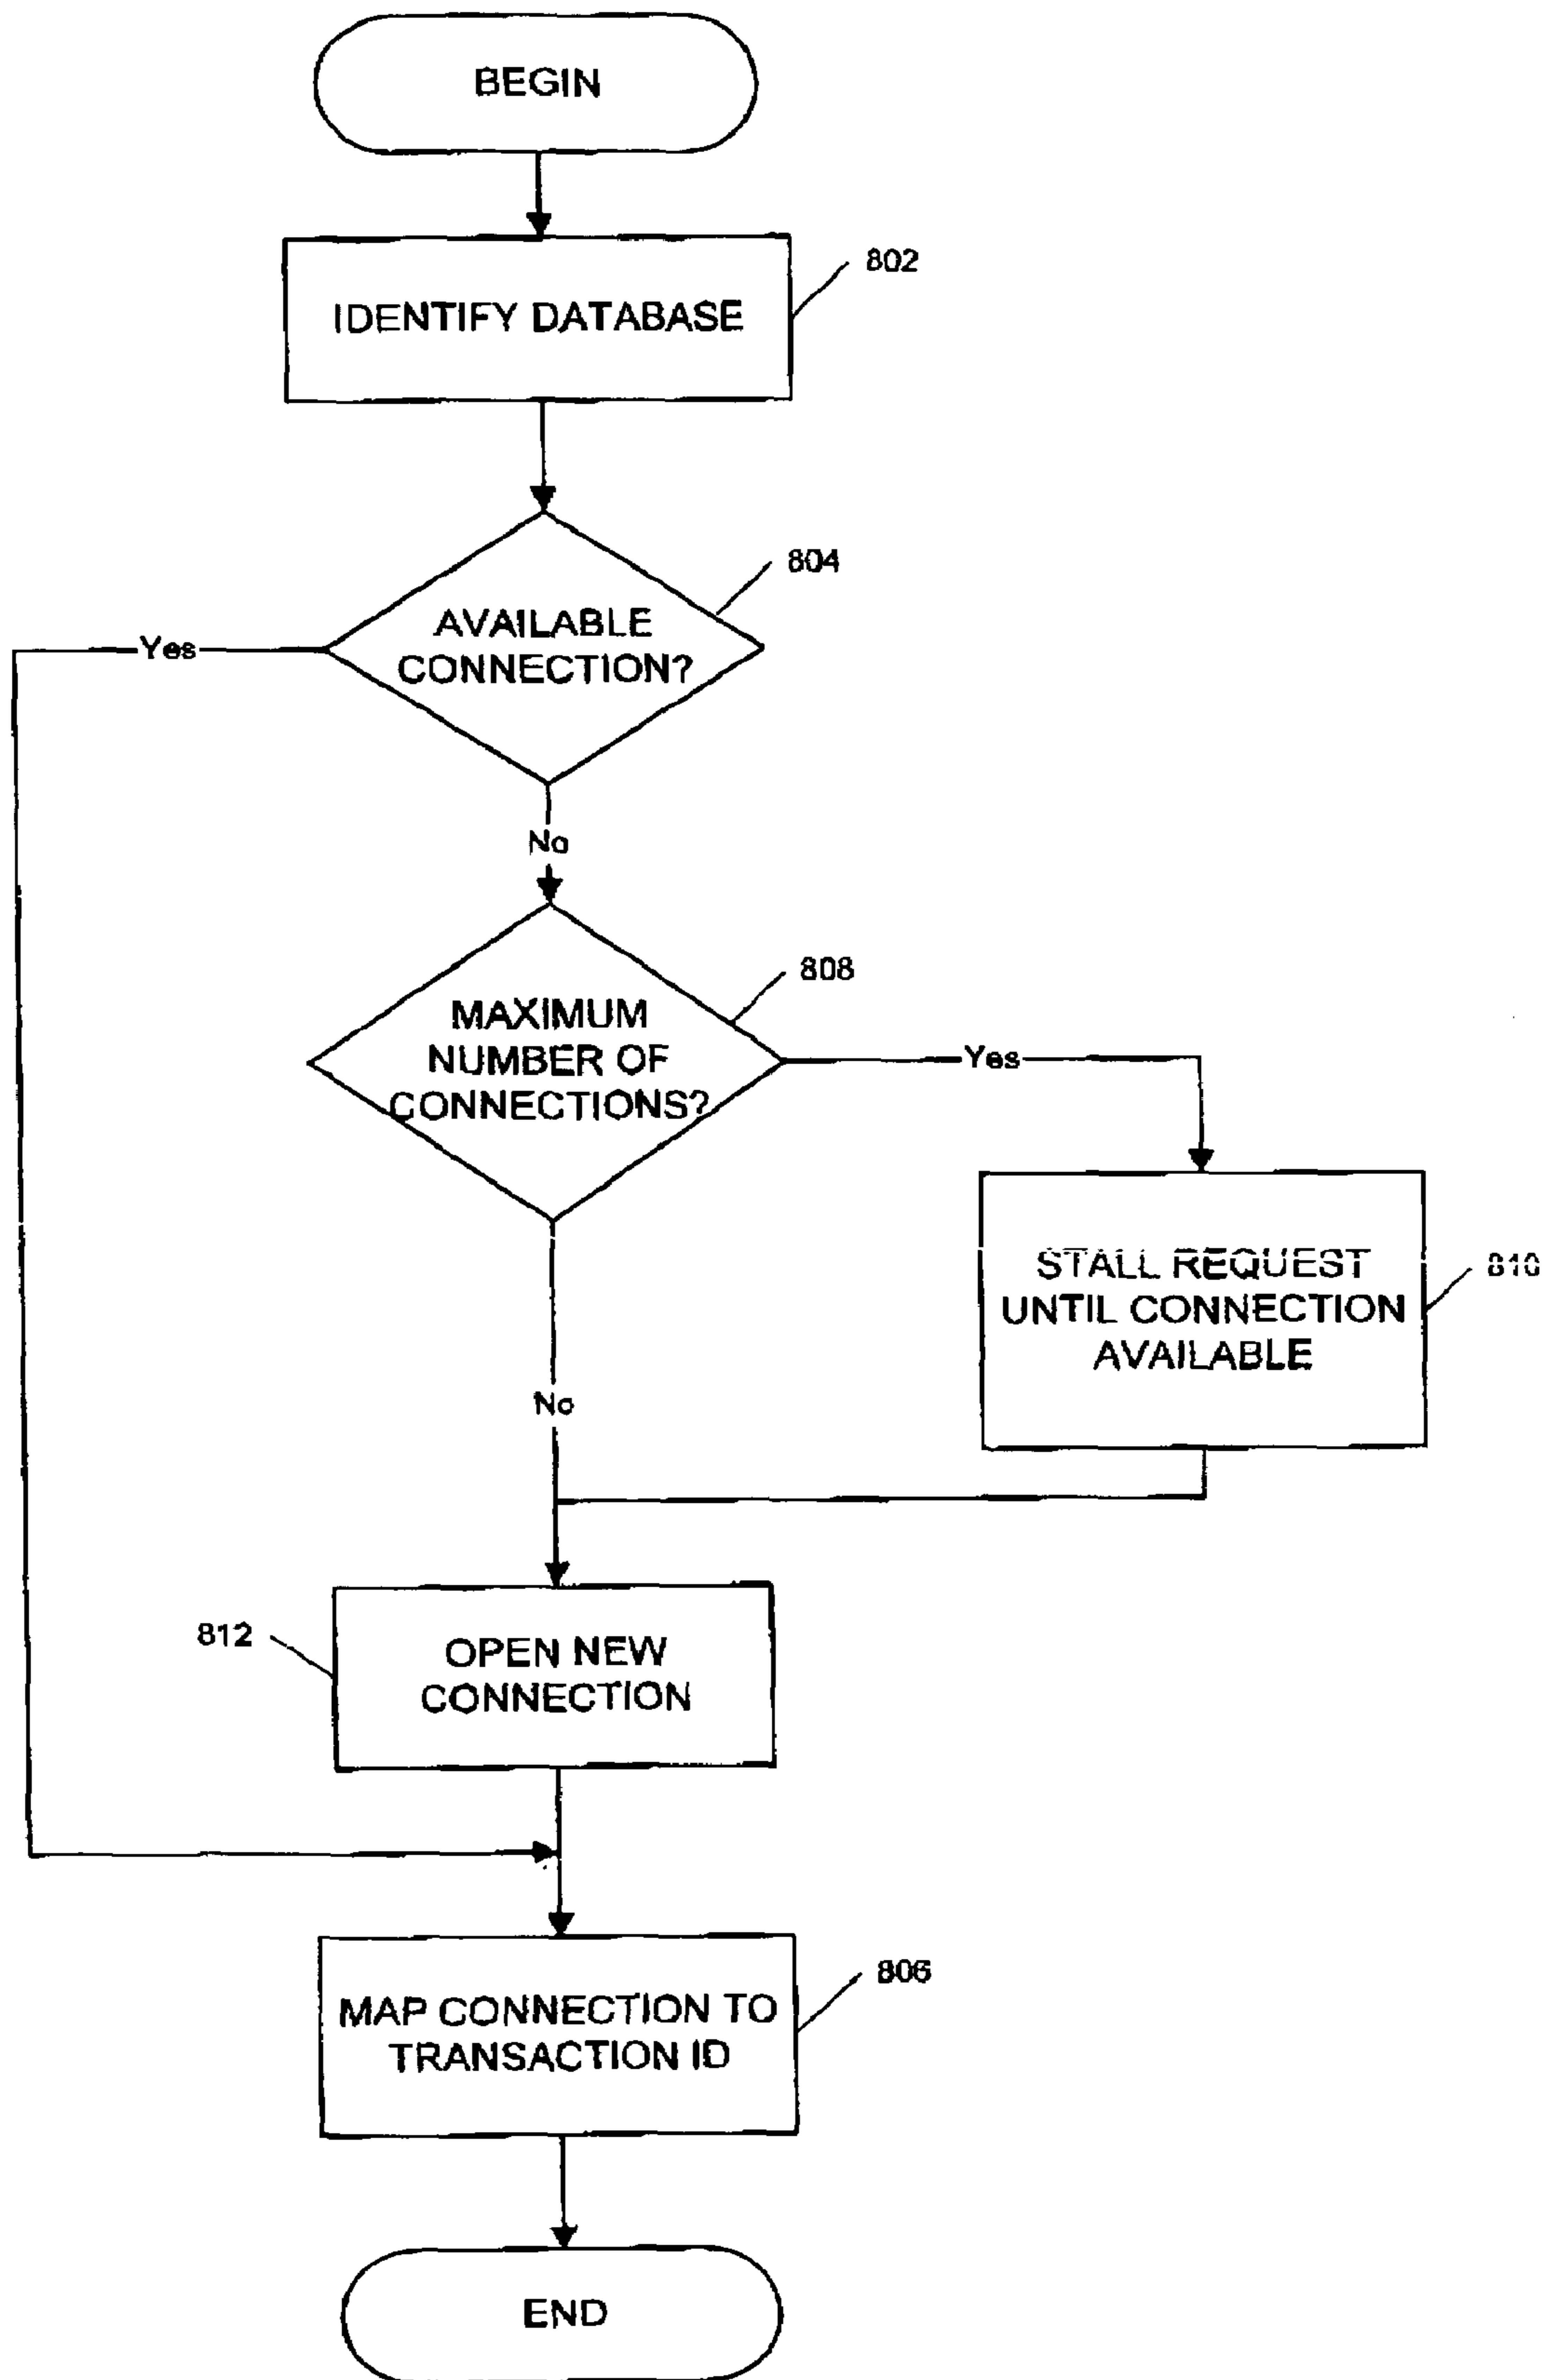 BEGIN
802
IDENTIFY DATABASE
804
AVAILABLE
CONNECTION?
Yes
No
808
MAXIMUM
NUMBER OF
CONNECTIONS?
Yes
810
STALL REQUEST
UNTIL CONNECTION
AVAILABLE
No
812
OPEN NEW
CONNECTION
806
MAP CONNECTION TO
TRANSACTION ID
END